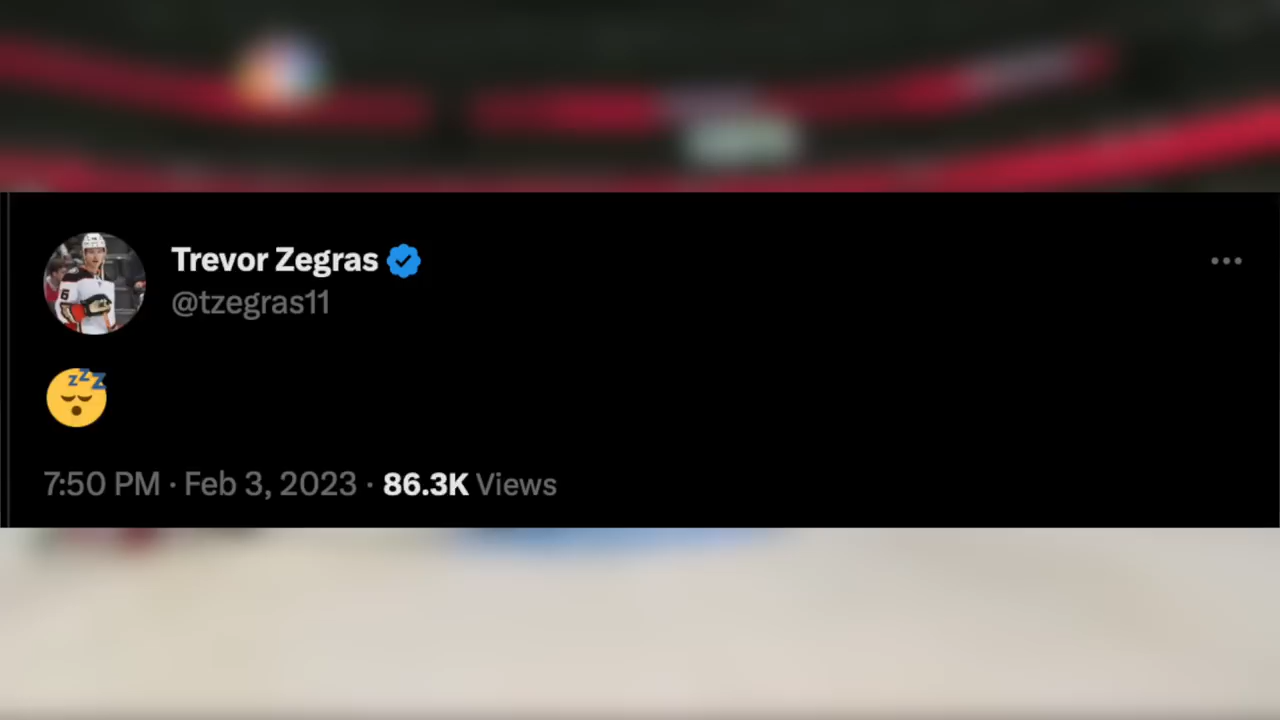 Trevor Zegras
@tzegras11
😴
7:50 PM · Feb 3, 2023 · 86.3K Views